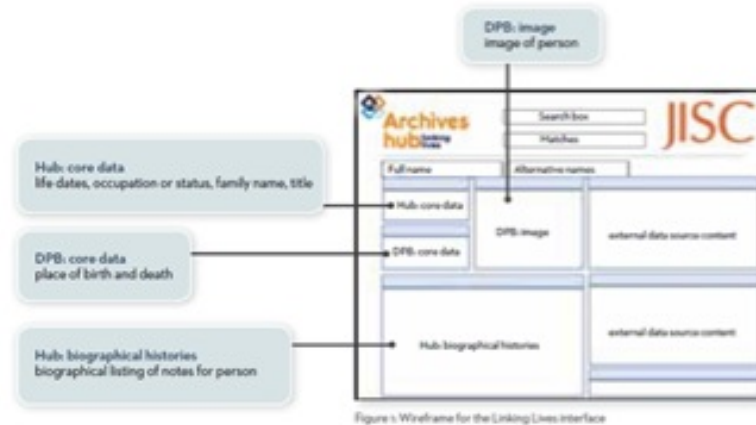 DPB: image
image of person
Archives
hub linking
lives
Search box
Matches
JISC
Full name
Alternative names
Hub: core data
life dates, occupation or status, family name, title
Hub: core data
DPB: image
external data source content
DPB: core data
place of birth and death
DPB: core data
Hub: biographical histories
biographical listing of notes for person
Hub: biographical histories
external data source content
Figure 1: Wireframe for the Linking Lives interface